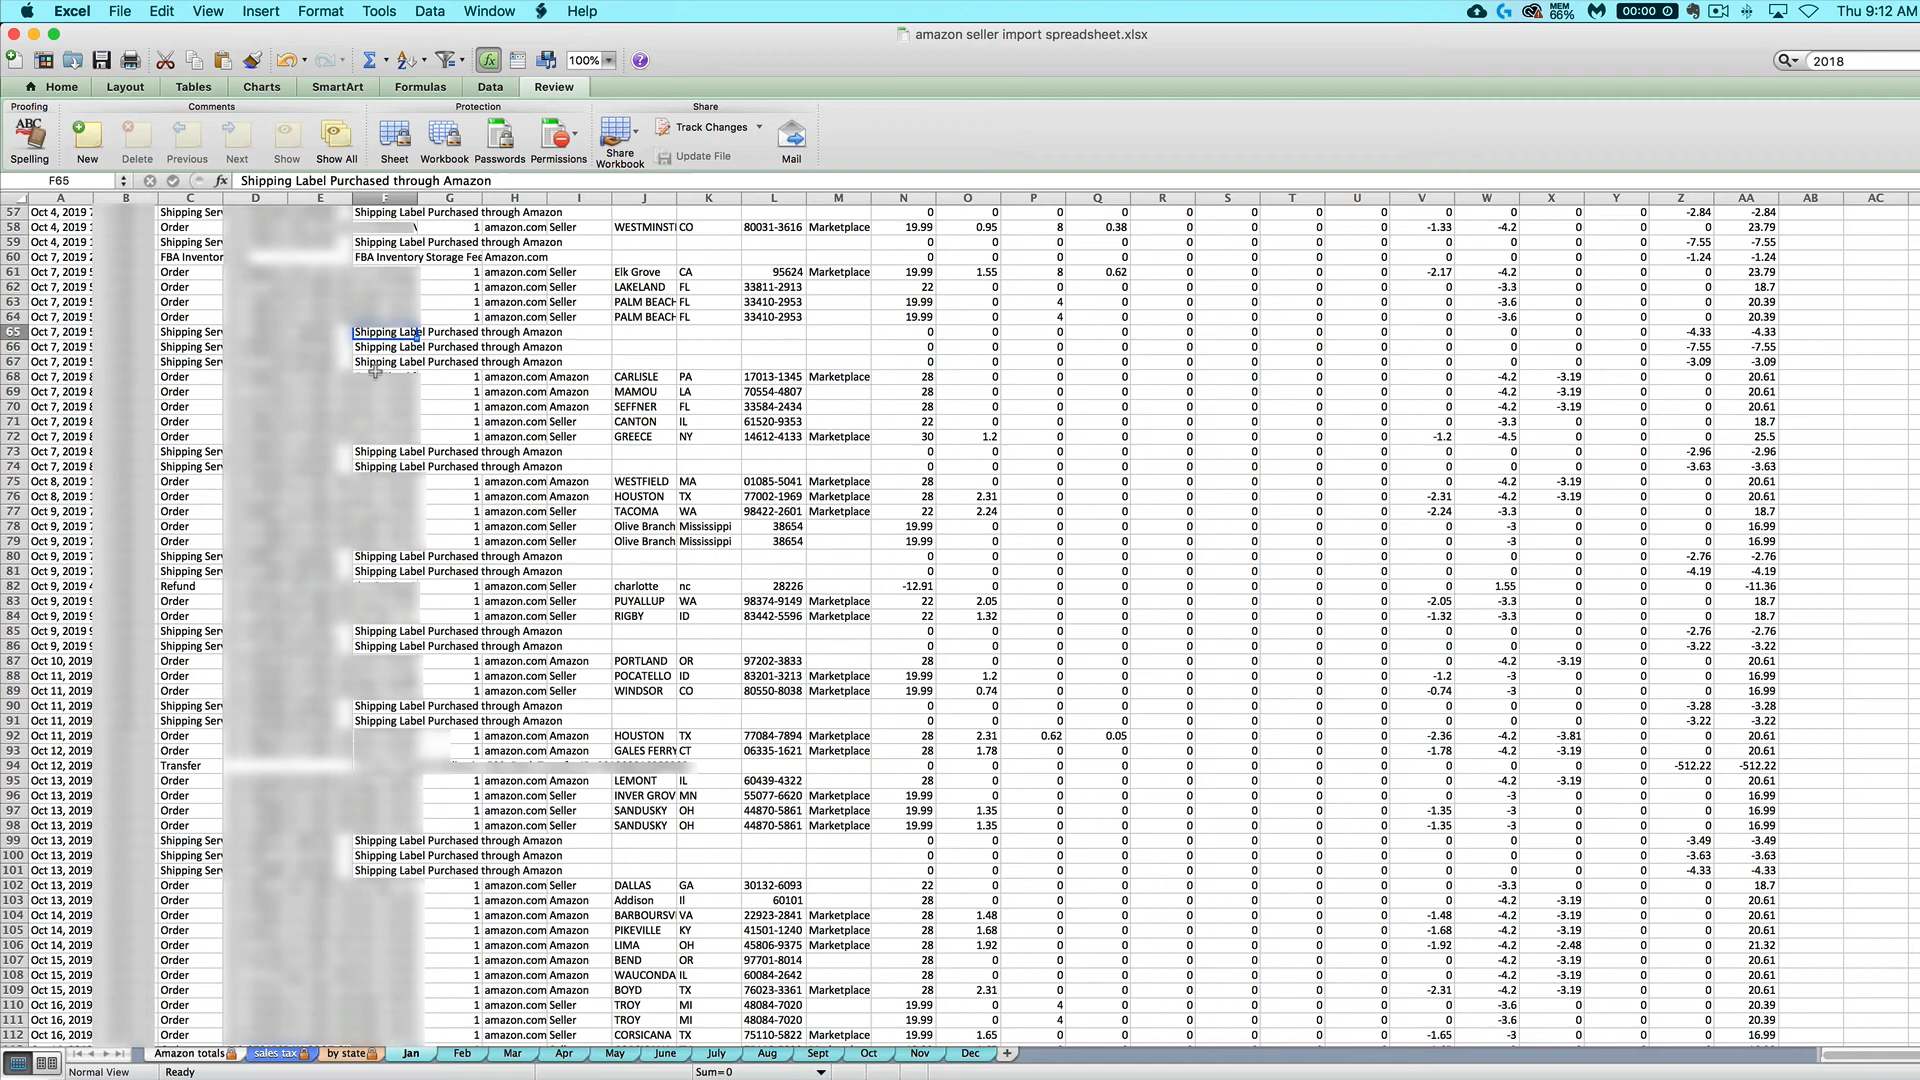 Excel File Edit View Insert Format Tools Data Window Help MEM 66% 00:00 Thu 9:12 AM
amazon seller import spreadsheet.xlsx
100% 2018
Home Layout Tables Charts SmartArt Formulas Data Review
Proofing Comments Protection Share
ABC Track Changes
Update File
Spelling New Delete Previous Next Show Show All Sheet Workbook Passwords Permissions Share Workbook Mail
F65 fx Shipping Label Purchased through Amazon
A B C D E F G H I J K L M N O P Q R S T U V W X Y Z AA AB AC
57 Oct 4, 2019 7 Shipping Ser Shipping Label Purchased through Amazon 0 0 0 0 0 0 0 0 0 0 0 0 -2.84 -2.84
58 Oct 4, 2019 1 Order 1 amazon.com Seller WESTMINSTI CO 80031-3616 Marketplace 19.99 0.95 8 0.38 0 0 0 0 -1.33 -4.2 0 0 0 23.79
59 Oct 4, 2019 1 Shipping Ser Shipping Label Purchased through Amazon 0 0 0 0 0 0 0 0 0 0 0 0 -7.55 -7.55
60 Oct 7, 2019 2 FBA Inventor FBA Inventory Storage Fee Amazon.com 0 0 0 0 0 0 0 0 0 0 0 0 -1.24 -1.24
61 Oct 7, 2019 5 Order 1 amazon.com Seller Elk Grove CA 95624 Marketplace 19.99 1.55 8 0.62 0 0 0 0 -2.17 -4.2 0 0 0 23.79
62 Oct 7, 2019 5 Order 1 amazon.com Seller LAKELAND FL 33811-2913 22 0 0 0 0 0 0 0 0 -3.3 0 0 0 18.7
63 Oct 7, 2019 5 Order 1 amazon.com Seller PALM BEACH FL 33410-2953 19.99 0 4 0 0 0 0 0 0 -3.6 0 0 0 20.39
64 Oct 7, 2019 5 Order 1 amazon.com Seller PALM BEACH FL 33410-2953 19.99 0 4 0 0 0 0 0 0 -3.6 0 0 0 20.39
65 Oct 7, 2019 5 Shipping Ser Shipping Label Purchased through Amazon 0 0 0 0 0 0 0 0 0 0 0 0 -4.33 -4.33
66 Oct 7, 2019 5 Shipping Ser Shipping Label Purchased through Amazon 0 0 0 0 0 0 0 0 0 0 0 0 -7.55 -7.55
67 Oct 7, 2019 5 Shipping Ser Shipping Label Purchased through Amazon 0 0 0 0 0 0 0 0 0 0 0 0 -3.09 -3.09
68 Oct 7, 2019 8 Order 1 amazon.com Amazon CARLISLE PA 17013-1345 Marketplace 28 0 0 0 0 0 0 0 0 -4.2 -3.19 0 0 20.61
69 Oct 7, 2019 8 Order 1 amazon.com Amazon MAMOU LA 70554-4807 28 0 0 0 0 0 0 0 0 -4.2 -3.19 0 0 20.61
70 Oct 7, 2019 8 Order 1 amazon.com Amazon SEFFNER FL 33584-2434 28 0 0 0 0 0 0 0 0 -4.2 -3.19 0 0 20.61
71 Oct 7, 2019 8 Order 1 amazon.com Seller CANTON IL 61520-9353 22 0 0 0 0 0 0 0 0 -3.3 0 0 0 18.7
72 Oct 7, 2019 8 Order 1 amazon.com Seller GREECE NY 14612-4133 Marketplace 30 1.2 0 0 0 0 0 0 -1.2 -4.5 0 0 0 25.5
73 Oct 7, 2019 8 Shipping Ser Shipping Label Purchased through Amazon 0 0 0 0 0 0 0 0 0 0 0 0 -2.96 -2.96
74 Oct 7, 2019 8 Shipping Ser Shipping Label Purchased through Amazon 0 0 0 0 0 0 0 0 0 0 0 0 -3.63 -3.63
75 Oct 8, 2019 1 Order 1 amazon.com Amazon WESTFIELD MA 01085-5041 Marketplace 28 0 0 0 0 0 0 0 0 -4.2 -3.19 0 0 20.61
76 Oct 8, 2019 1 Order 1 amazon.com Amazon HOUSTON TX 77002-1969 Marketplace 28 2.31 0 0 0 0 0 0 -2.31 -4.2 -3.19 0 0 20.61
77 Oct 9, 2019 7 Order 1 amazon.com Seller TACOMA WA 98422-2601 Marketplace 22 2.24 0 0 0 0 0 0 -2.24 -3.3 0 0 0 18.7
78 Oct 9, 2019 7 Order 1 amazon.com Seller Olive Branch Mississippi 38654 19.99 0 0 0 0 0 0 0 0 -3 0 0 0 16.99
79 Oct 9, 2019 7 Order 1 amazon.com Seller Olive Branch Mississippi 38654 19.99 0 0 0 0 0 0 0 0 -3 0 0 0 16.99
80 Oct 9, 2019 7 Shipping Ser Shipping Label Purchased through Amazon 0 0 0 0 0 0 0 0 0 0 0 0 -2.76 -2.76
81 Oct 9, 2019 7 Shipping Ser Shipping Label Purchased through Amazon 0 0 0 0 0 0 0 0 0 0 0 0 -4.19 -4.19
82 Oct 9, 2019 4 Refund 1 amazon.com Seller charlotte nc 28226 -12.91 0 0 0 0 0 0 0 0 1.55 0 0 0 -11.36
83 Oct 9, 2019 9 Order 1 amazon.com Seller PUYALLUP WA 98374-9149 Marketplace 22 2.05 0 0 0 0 0 0 -2.05 -3.3 0 0 0 18.7
84 Oct 9, 2019 9 Order 1 amazon.com Seller RIGBY ID 83442-5596 Marketplace 22 1.32 0 0 0 0 0 0 -1.32 -3.3 0 0 0 18.7
85 Oct 9, 2019 9 Shipping Ser Shipping Label Purchased through Amazon 0 0 0 0 0 0 0 0 0 0 0 0 -2.76 -2.76
86 Oct 9, 2019 9 Shipping Ser Shipping Label Purchased through Amazon 0 0 0 0 0 0 0 0 0 0 0 0 -3.22 -3.22
87 Oct 10, 2019 Order 1 amazon.com Amazon PORTLAND OR 97202-3833 28 0 0 0 0 0 0 0 0 -4.2 -3.19 0 0 20.61
88 Oct 11, 2019 Order 1 amazon.com Seller POCATELLO ID 83201-3213 Marketplace 19.99 1.2 0 0 0 0 0 0 -1.2 -3 0 0 0 16.99
89 Oct 11, 2019 Order 1 amazon.com Seller WINDSOR CO 80550-8038 Marketplace 19.99 0.74 0 0 0 0 0 0 -0.74 -3 0 0 0 16.99
90 Oct 11, 2019 Shipping Ser Shipping Label Purchased through Amazon 0 0 0 0 0 0 0 0 0 0 0 0 -3.28 -3.28
91 Oct 11, 2019 Shipping Ser Shipping Label Purchased through Amazon 0 0 0 0 0 0 0 0 0 0 0 0 -3.22 -3.22
92 Oct 11, 2019 Order 1 amazon.com Amazon HOUSTON TX 77084-7894 Marketplace 28 2.31 0.62 0.05 0 0 0 0 -2.36 -4.2 -3.81 0 0 20.61
93 Oct 12, 2019 Order 1 amazon.com Amazon GALES FERRY CT 06335-1621 Marketplace 28 1.78 0 0 0 0 0 0 -1.78 -4.2 -3.19 0 0 20.61
94 Oct 12, 2019 Transfer 0 0 0 0 0 0 0 0 0 0 0 0 -512.22 -512.22
95 Oct 13, 2019 Order 1 amazon.com Amazon LEMONT IL 60439-4322 28 0 0 0 0 0 0 0 0 -4.2 -3.19 0 0 20.61
96 Oct 13, 2019 Order 1 amazon.com Seller INVER GROV MN 55077-6620 Marketplace 19.99 0 0 0 0 0 0 0 0 -3 0 0 0 16.99
97 Oct 13, 2019 Order 1 amazon.com Seller SANDUSKY OH 44870-5861 Marketplace 19.99 1.35 0 0 0 0 0 0 -1.35 -3 0 0 0 16.99
98 Oct 13, 2019 Order 1 amazon.com Seller SANDUSKY OH 44870-5861 Marketplace 19.99 1.35 0 0 0 0 0 0 -1.35 -3 0 0 0 16.99
99 Oct 13, 2019 Shipping Ser Shipping Label Purchased through Amazon 0 0 0 0 0 0 0 0 0 0 0 0 -3.49 -3.49
100 Oct 13, 2019 Shipping Ser Shipping Label Purchased through Amazon 0 0 0 0 0 0 0 0 0 0 0 0 -3.63 -3.63
101 Oct 13, 2019 Shipping Ser Shipping Label Purchased through Amazon 0 0 0 0 0 0 0 0 0 0 0 0 -4.33 -4.33
102 Oct 13, 2019 Order 1 amazon.com Seller DALLAS GA 30132-6093 22 0 0 0 0 0 0 0 0 -3.3 0 0 0 18.7
103 Oct 13, 2019 Order 1 amazon.com Amazon Addison Il 60101 28 0 0 0 0 0 0 0 0 -4.2 -3.19 0 0 20.61
104 Oct 14, 2019 Order 1 amazon.com Amazon BARBOURSVI VA 22923-2841 Marketplace 28 1.48 0 0 0 0 0 0 -1.48 -4.2 -3.19 0 0 20.61
105 Oct 14, 2019 Order 1 amazon.com Amazon PIKEVILLE KY 41501-1240 Marketplace 28 1.68 0 0 0 0 0 0 -1.68 -4.2 -3.19 0 0 20.61
106 Oct 14, 2019 Order 1 amazon.com Amazon LIMA OH 45806-9375 Marketplace 28 1.92 0 0 0 0 0 0 -1.92 -4.2 -2.48 0 0 21.32
107 Oct 15, 2019 Order 1 amazon.com Amazon BEND OR 97701-8014 28 0 0 0 0 0 0 0 0 -4.2 -3.19 0 0 20.61
108 Oct 15, 2019 Order 1 amazon.com Amazon WAUCONDA IL 60084-2642 28 0 0 0 0 0 0 0 0 -4.2 -3.19 0 0 20.61
109 Oct 15, 2019 Order 1 amazon.com Amazon BOYD TX 76023-3361 Marketplace 28 2.31 0 0 0 0 0 0 -2.31 -4.2 -3.19 0 0 20.61
110 Oct 16, 2019 Order 1 amazon.com Seller TROY MI 48084-7020 19.99 0 4 0 0 0 0 0 0 -3.6 0 0 0 20.39
111 Oct 16, 2019 Order 1 amazon.com Seller TROY MI 48084-7020 19.99 0 4 0 0 0 0 0 0 -3.6 0 0 0 20.39
112 Oct 16, 2019 Order 1 amazon.com Seller CORSICANA TX 75110-5822 Marketplace 19.99 1.65 0 0 0 0 0 0 -1.65 -3 0 0 0 16.99
Amazon totals sales tax by state Jan Feb Mar Apr May June July Aug Sept Oct Nov Dec +
Normal View Ready Sum=0